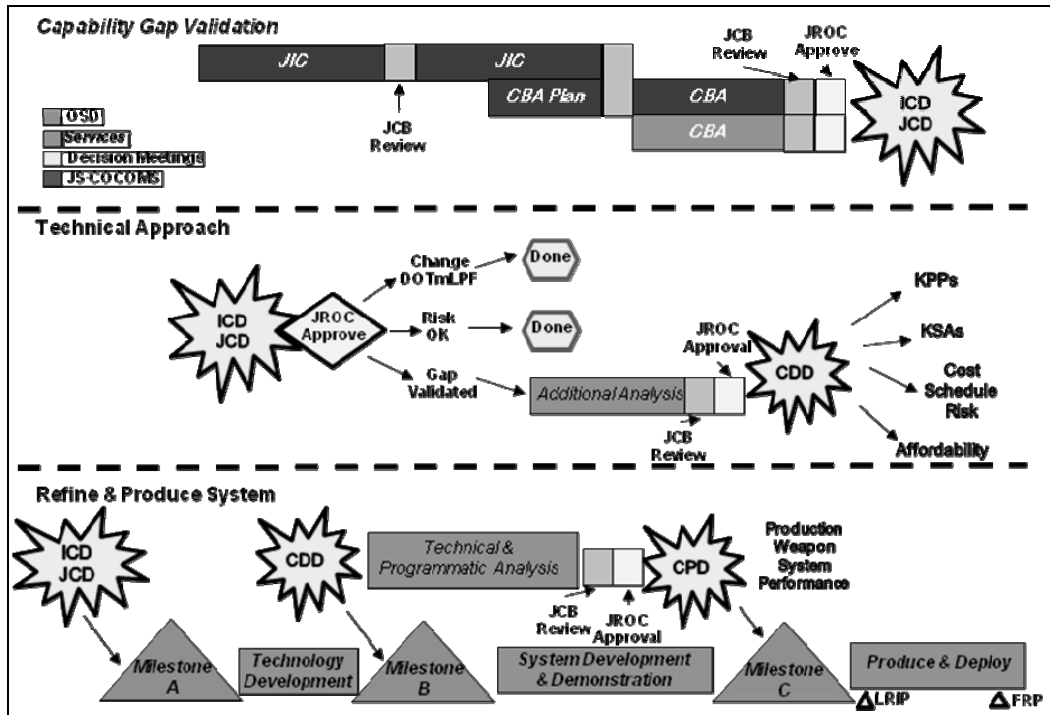 Capability Gap Validation
JIC
JIC
JCB
Review
JROC
Approve
CBA Plan
CBA
CBA
JCB
Review
ICD
JCD
OSD
Services
Decision Meetings
JS-COCOMS
Technical Approach
ICD
JCD
JROC
Approve
Change
DOTmLPF
Done
Risk
OK
Done
Gap
Validated
Additional Analysis
JCB
Review
JROC
Approval
CDD
KPPs
KSAs
Cost
Schedule
Risk
Affordability
Refine & Produce System
ICD
JCD
CDD
Technical &
Programmatic Analysis
JCB
Review
JROC
Approval
CPD
Production
Weapon
System
Performance
Milestone
A
Technology
Development
Milestone
B
System Development
& Demonstration
Milestone
C
Produce & Deploy
LRIP
FRP